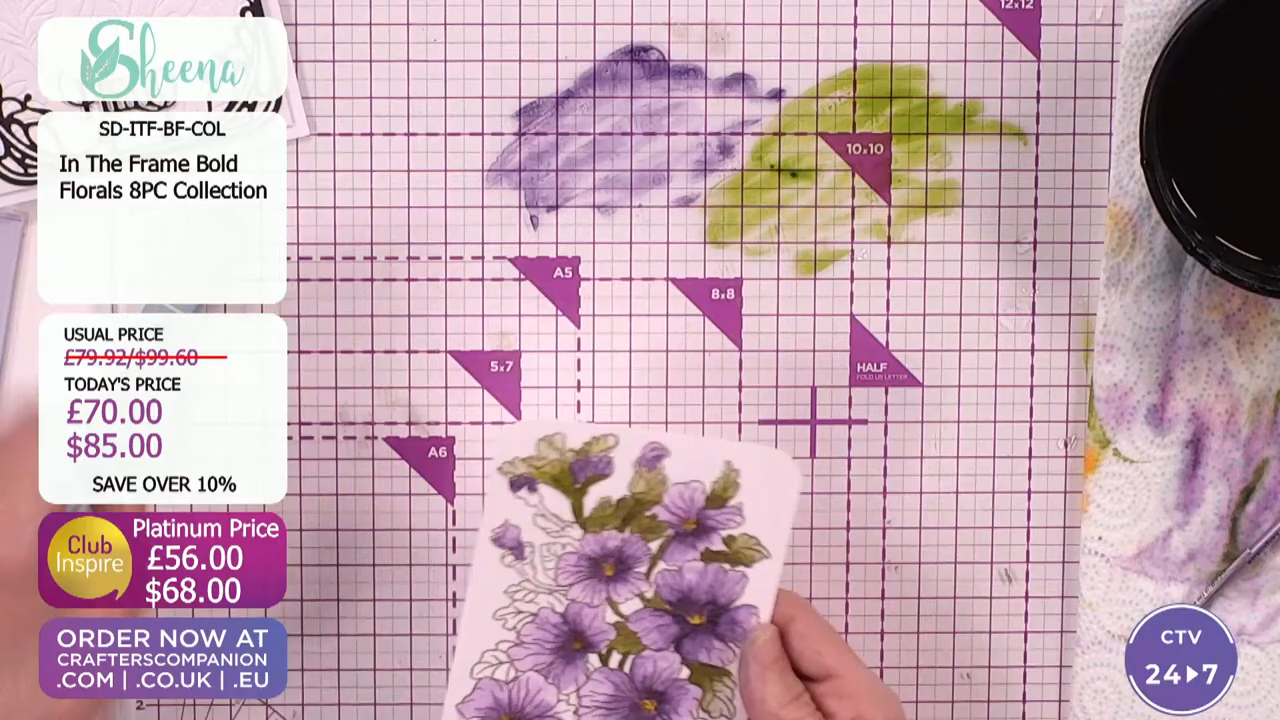 Sheena
SD-ITF-BF-COL
In The Frame Bold
Florals 8PC Collection
USUAL PRICE
£79.92/$99.60
TODAY'S PRICE
£70.00
$85.00
SAVE OVER 10%
Club
Inspire
Platinum Price
£56.00
$68.00
ORDER NOW AT
CRAFTERSCOMPANION
.COM | .CO.UK | .EU
12x12
10x10
A5
8x8
5x7
HALF
FOLD US LETTER
A6
2
CTV
24▶7